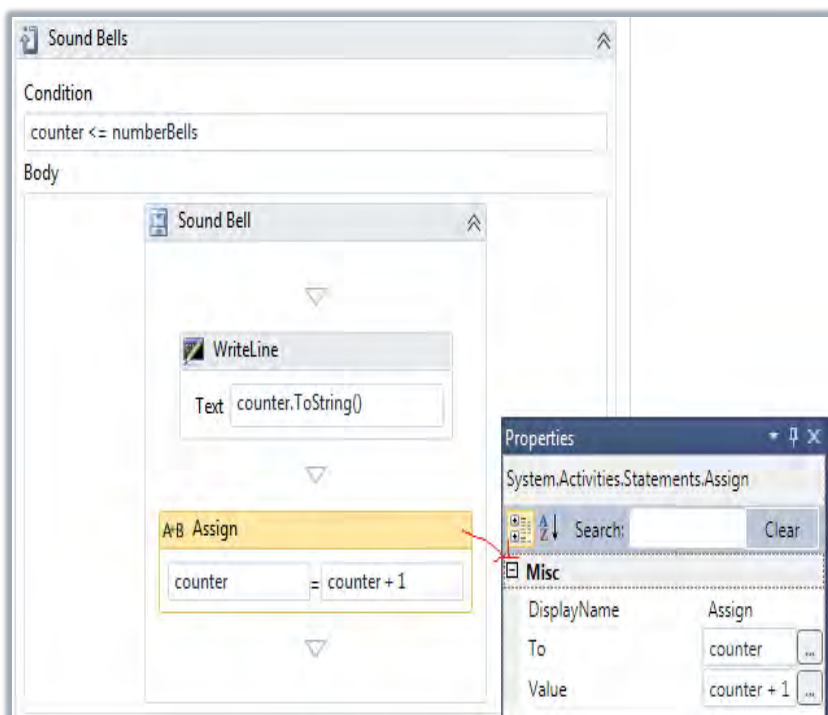 Sound Bells
Condition
counter <= numberBells
Body
Sound Bell
WriteLine
Text counter.ToString()
A+B Assign
counter = counter + 1
Properties
System.Activities.Statements.Assign
Search: Clear
Misc
DisplayName Assign
To counter ...
Value counter + 1 ...